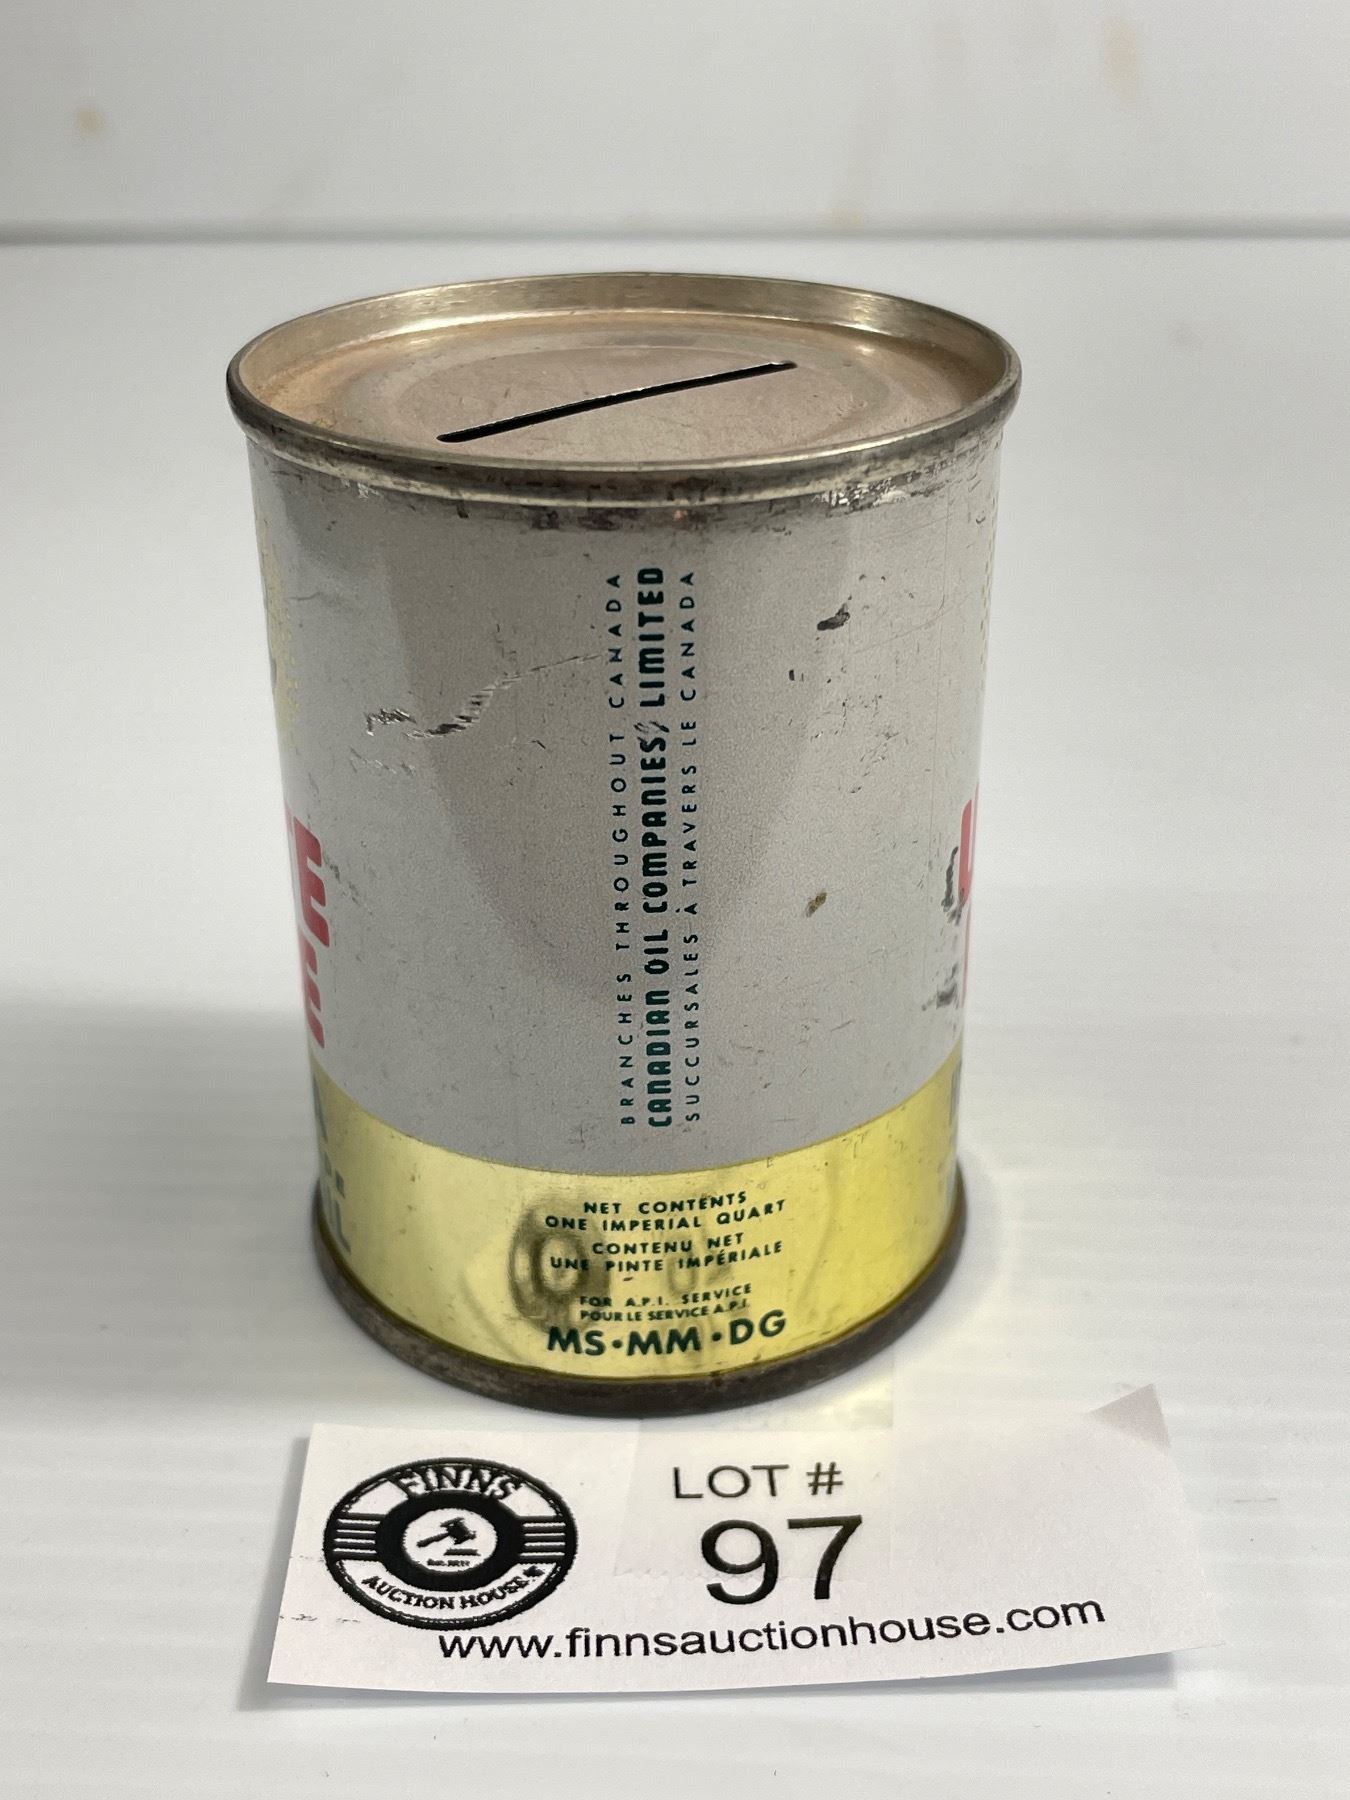 BRANCHES THROUGHOUT CANADA
CANADIAN OIL COMPANIES, LIMITED
SUCCURSALES À TRAVERS LE CANADA
NET CONTENTS
ONE IMPERIAL QUART
CONTENU NET
UNE PINTE IMPÉRIALE
FOR A.P.I. SERVICE
POUR LE SERVICE A.P.I.
MS•MM•DG
FINNS
AUCTION HOUSE
LOT #
97
www.finnsauctionhouse.com